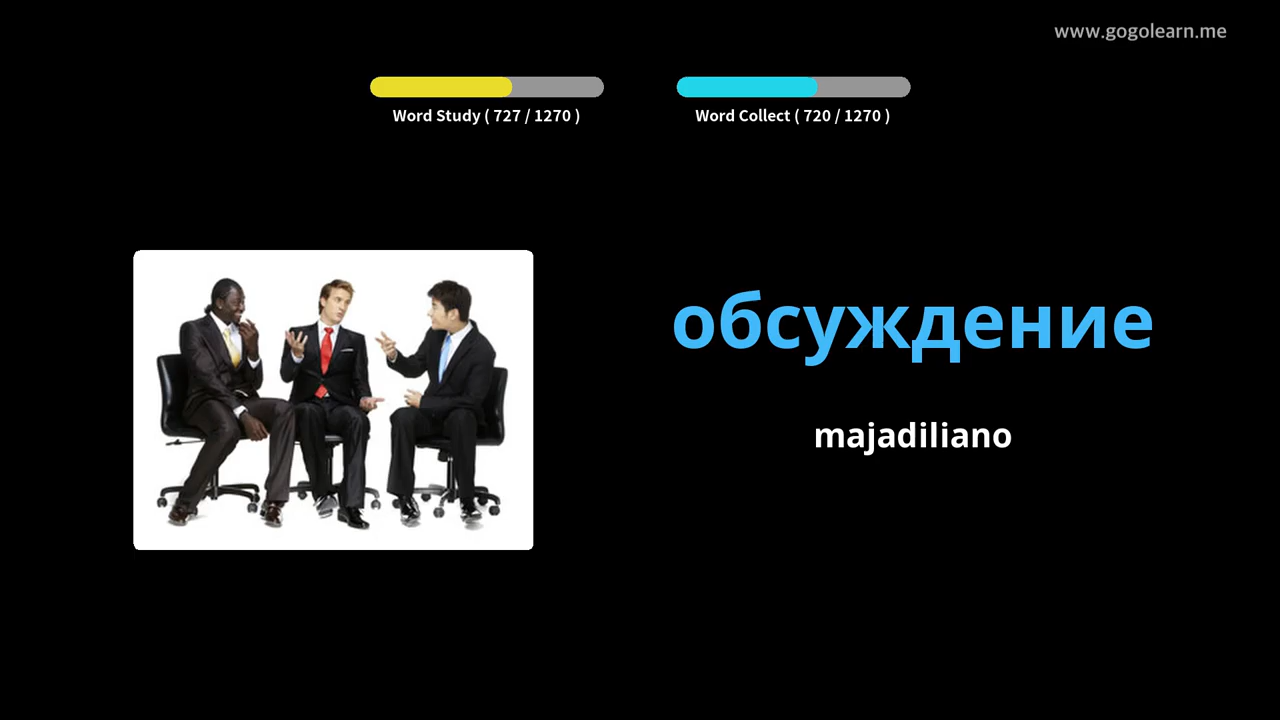 www.gogolearn.me
Word Study ( 727 / 1270 )
Word Collect ( 720 / 1270 )
обсуждение
majadiliano